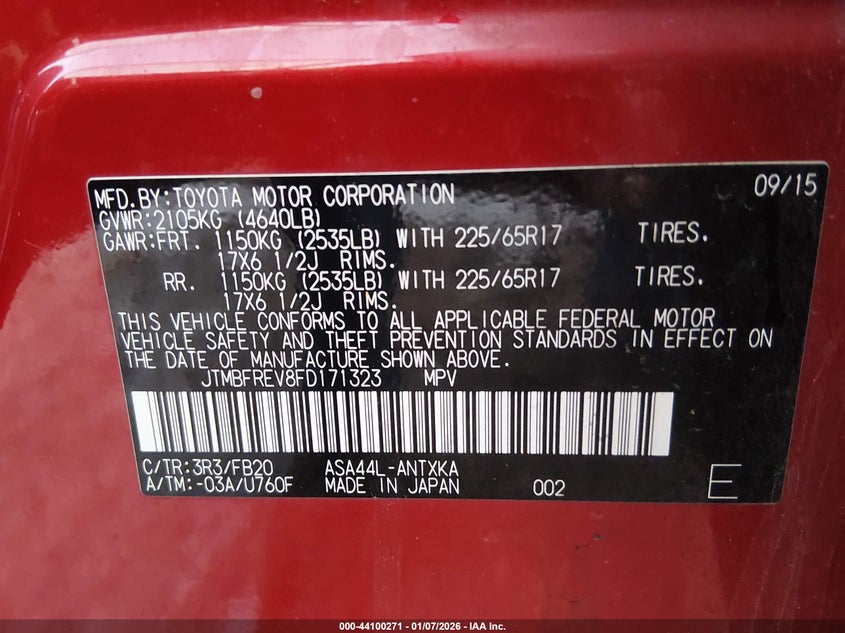 09/15
MFD.BY:TOYOTA MOTOR CORPORATION
GVWR:2105KG (4640LB)
GAWR:FRT. 1150KG (2535LB) WITH 225/65R17 TIRES.
17X6 1/2J RIMS.
RR. 1150KG (2535LB) WITH 225/65R17 TIRES.
17X6 1/2J RIMS.
THIS VEHICLE CONFORMS TO ALL APPLICABLE FEDERAL MOTOR
VEHICLE SAFETY AND THEFT PREVENTION STANDARDS IN EFFECT ON
THE DATE OF MANUFACTURE SHOWN ABOVE.
JTMBFREV8FD171323 MPV
C/TR:3R3/FB20 ASA44L-ANTXKA
A/TM:-03A/U760F MADE IN JAPAN 002 E
000-44100271 - 01/07/2026 - IAA Inc.